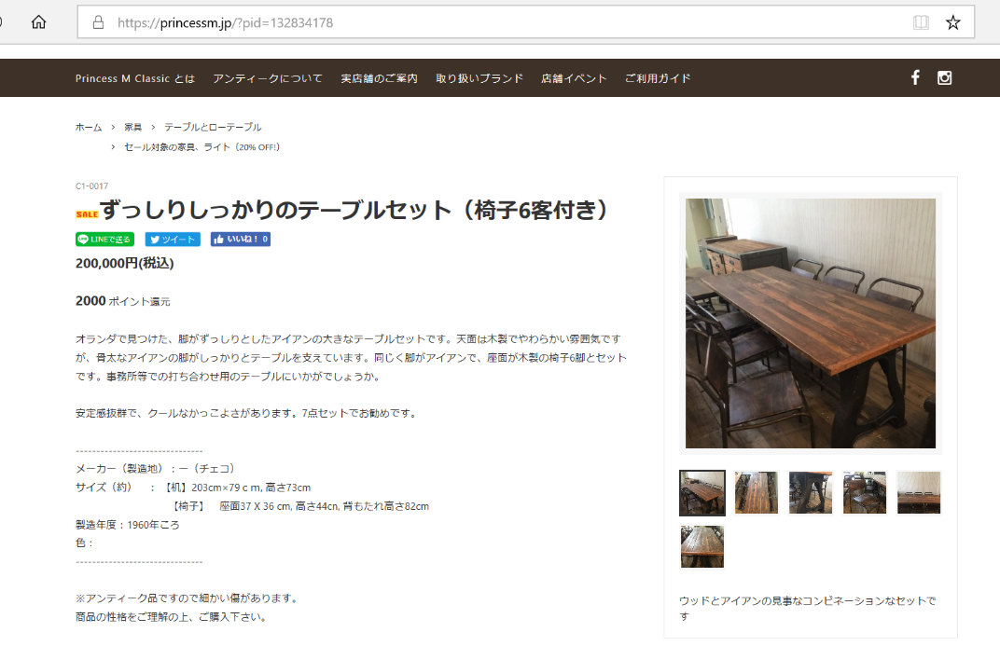 https://princessm.jp/?pid=132834178
Princess M Classic とは アンティークについて 実店舗のご案内 取り扱いブランド 店舗イベント ご利用ガイド
ホーム > 家具 > テーブルとローテーブル
> セール対象の家具、ライト（20% OFF!）
C1-0017
SALE ずっしりしっかりのテーブルセット（椅子6客付き）
LINEで送る ツイート いいね！ 0
200,000円(税込)
2000 ポイント還元
オランダで見つけた、脚がずっしりとしたアイアンの大きなテーブルセットです。天面は木製でやわらかい雰囲気です
が、骨太なアイアンの脚がしっかりとテーブルを支えています。同じく脚がアイアンで、座面が木製の椅子6脚とセット
です。事務所等での打ち合わせ用のテーブルにいかがでしょうか。
安定感抜群で、クールなかっこよさがあります。7点セットでお勧めです。
-------------------------------
メーカー（製造地）：ー（チェコ）
サイズ（約） ： 【机】203cm×79ｃｍ, 高さ73cm
【椅子】 座面37 X 36 cm, 高さ44cn, 背もたれ高さ82cm
製造年度：1960年ころ
色：
-------------------------------
※アンティーク品ですので細かい傷があります。
商品の性格をご理解の上、ご購入下さい。
ウッドとアイアンの見事なコンビネーションなセットで
す